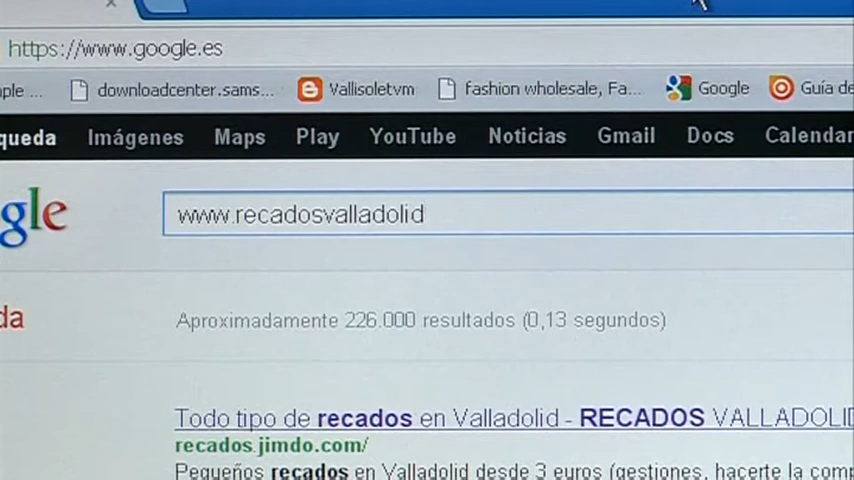 https://www.google.es
downloadcenter.sams... Vallisoletvm fashion wholesale, Fa... Google Guía de
Imágenes Maps Play YouTube Noticias Gmail Docs Calendar
www.recadosvalladolid
Aproximadamente 226.000 resultados (0,13 segundos)
Todo tipo de recados en Valladolid - RECADOS VALLADOLID
recados.jimdo.com/
Pequeños recados en Valladolid desde 3 euros (gestiones, hacerte la